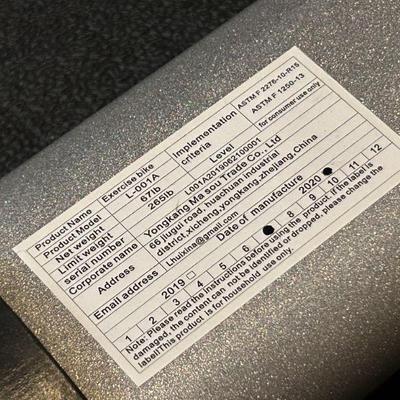 Product Name Exercise bike Implementation criteria ASTM F 2276-10-R15
ASTM F 1250-13
Product Model L-001A
Net weight 67lb Level for consumer use only
Limit weight 265lb
serial number L001A2019062100001
Corporate name Yongkang Ma sou Trade Co., Ltd
Address 66 jiugui road, huachuan industrial
district, xicheng, yongkang, zhejiang, China
Email address Lhuixina@gmail.com
Date of manufacture
2019 2020
1 2 3 4 5 6 8 9 10 11 12
Note: Please read the instructions before using the product. If the label is
damaged, the content can not be identified or dropped, please change the
label!This product is for household use only.